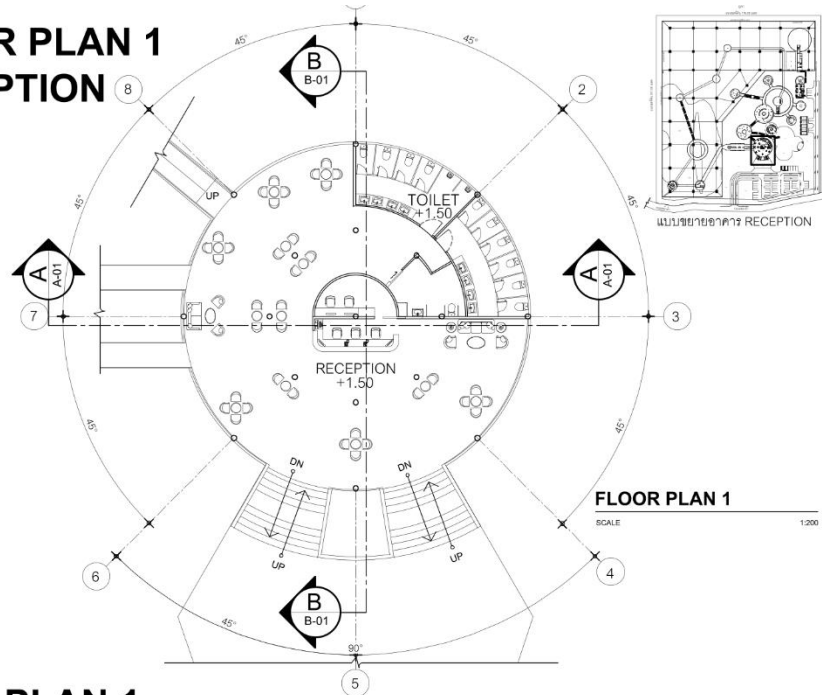 R PLAN 1
PTION
45°
45°
B
B-01
8
2
UP
TOILET
+1.50
แบบขยายอาคาร RECEPTION
45°
45°
A
A-01
A
A-01
7
3
RECEPTION
+1.50
45°
45°
DN
DN
FLOOR PLAN 1
SCALE 1:200
UP
UP
6
4
B
B-01
45°
90°
5
PLAN 1